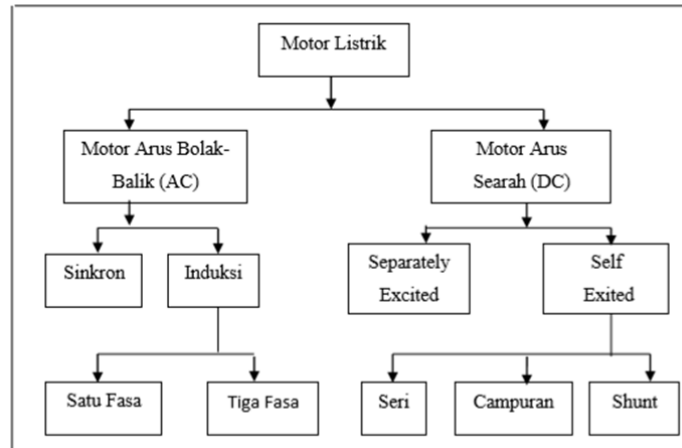 Motor Listrik
Motor Arus Bolak-
Balik (AC)
Motor Arus
Searah (DC)
Sinkron
Induksi
Separately
Excited
Self
Exited
Satu Fasa
Tiga Fasa
Seri
Campuran
Shunt